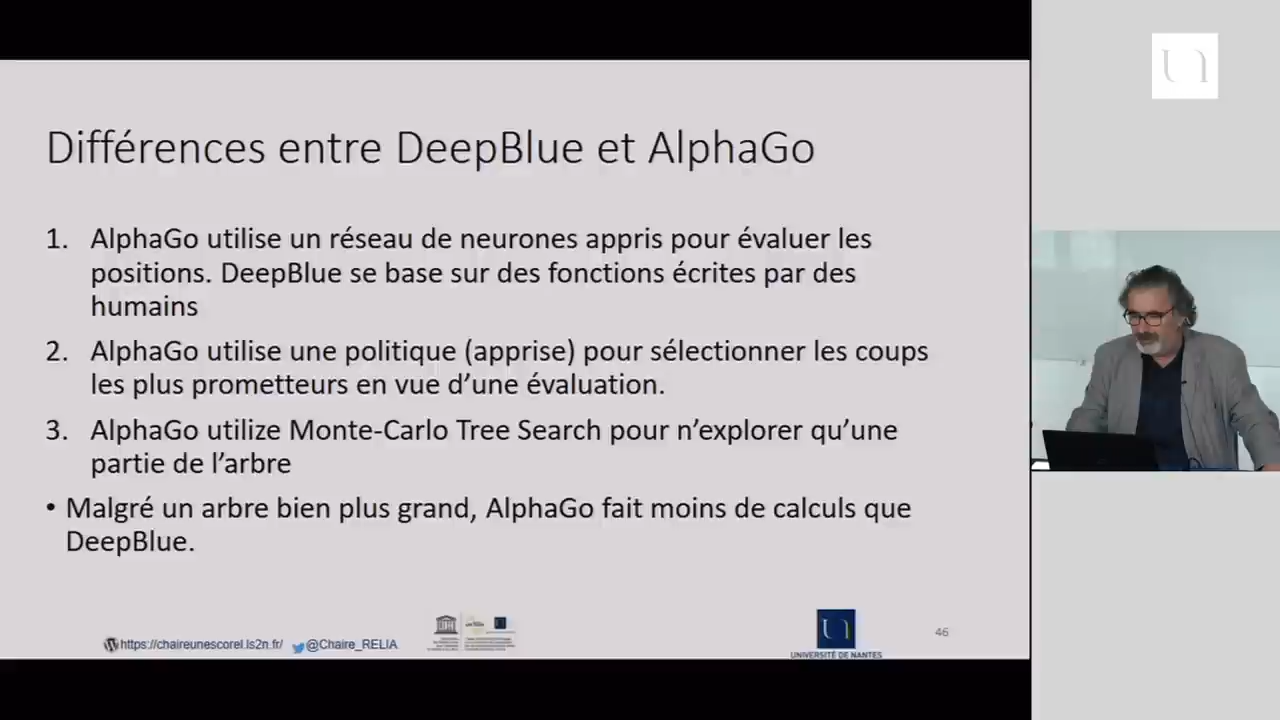 Différences entre DeepBlue et AlphaGo
1. AlphaGo utilise un réseau de neurones appris pour évaluer les
positions. DeepBlue se base sur des fonctions écrites par des
humains
2. AlphaGo utilise une politique (apprise) pour sélectionner les coups
les plus prometteurs en vue d’une évaluation.
3. AlphaGo utilize Monte-Carlo Tree Search pour n’explorer qu’une
partie de l’arbre
• Malgré un arbre bien plus grand, AlphaGo fait moins de calculs que
DeepBlue.
https://chaireunescorel.ls2n.fr/ @Chaire_RELIA
UNIVERSITÉ DE NANTES
46